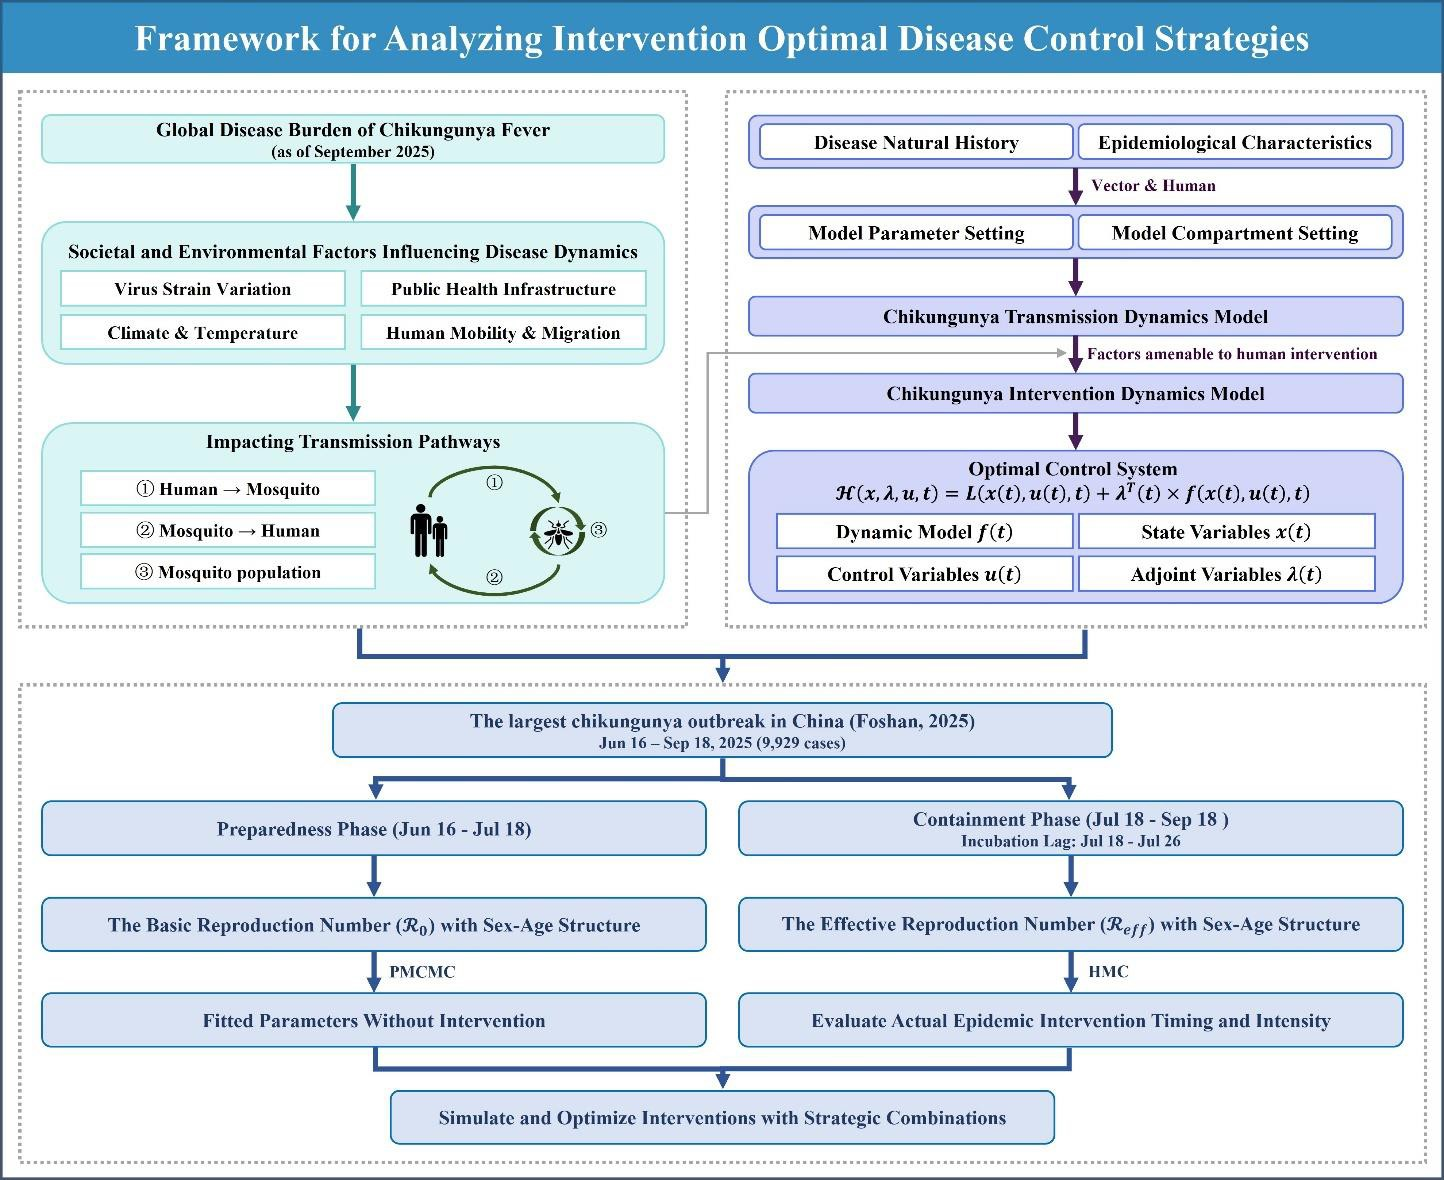 Framework for Analyzing Intervention Optimal Disease Control Strategies
Global Disease Burden of Chikungunya Fever
(as of September 2025)
Societal and Environmental Factors Influencing Disease Dynamics
Virus Strain Variation
Public Health Infrastructure
Climate & Temperature
Human Mobility & Migration
Impacting Transmission Pathways
① Human → Mosquito
② Mosquito → Human
③ Mosquito population
①
③
②
Disease Natural History
Epidemiological Characteristics
Vector & Human
Model Parameter Setting
Model Compartment Setting
Chikungunya Transmission Dynamics Model
Factors amenable to human intervention
Chikungunya Intervention Dynamics Model
Optimal Control System
ℋ(x, λ, u, t) = L(x(t), u(t), t) + λᵀ(t) × f(x(t), u(t), t)
Dynamic Model f(t)
State Variables x(t)
Control Variables u(t)
Adjoint Variables λ(t)
The largest chikungunya outbreak in China (Foshan, 2025)
Jun 16 – Sep 18, 2025 (9,929 cases)
Preparedness Phase (Jun 16 - Jul 18)
The Basic Reproduction Number (ℛ₀) with Sex-Age Structure
PMCMC
Fitted Parameters Without Intervention
Containment Phase (Jul 18 - Sep 18 )
Incubation Lag: Jul 18 - Jul 26
The Effective Reproduction Number (ℛeff) with Sex-Age Structure
HMC
Evaluate Actual Epidemic Intervention Timing and Intensity
Simulate and Optimize Interventions with Strategic Combinations